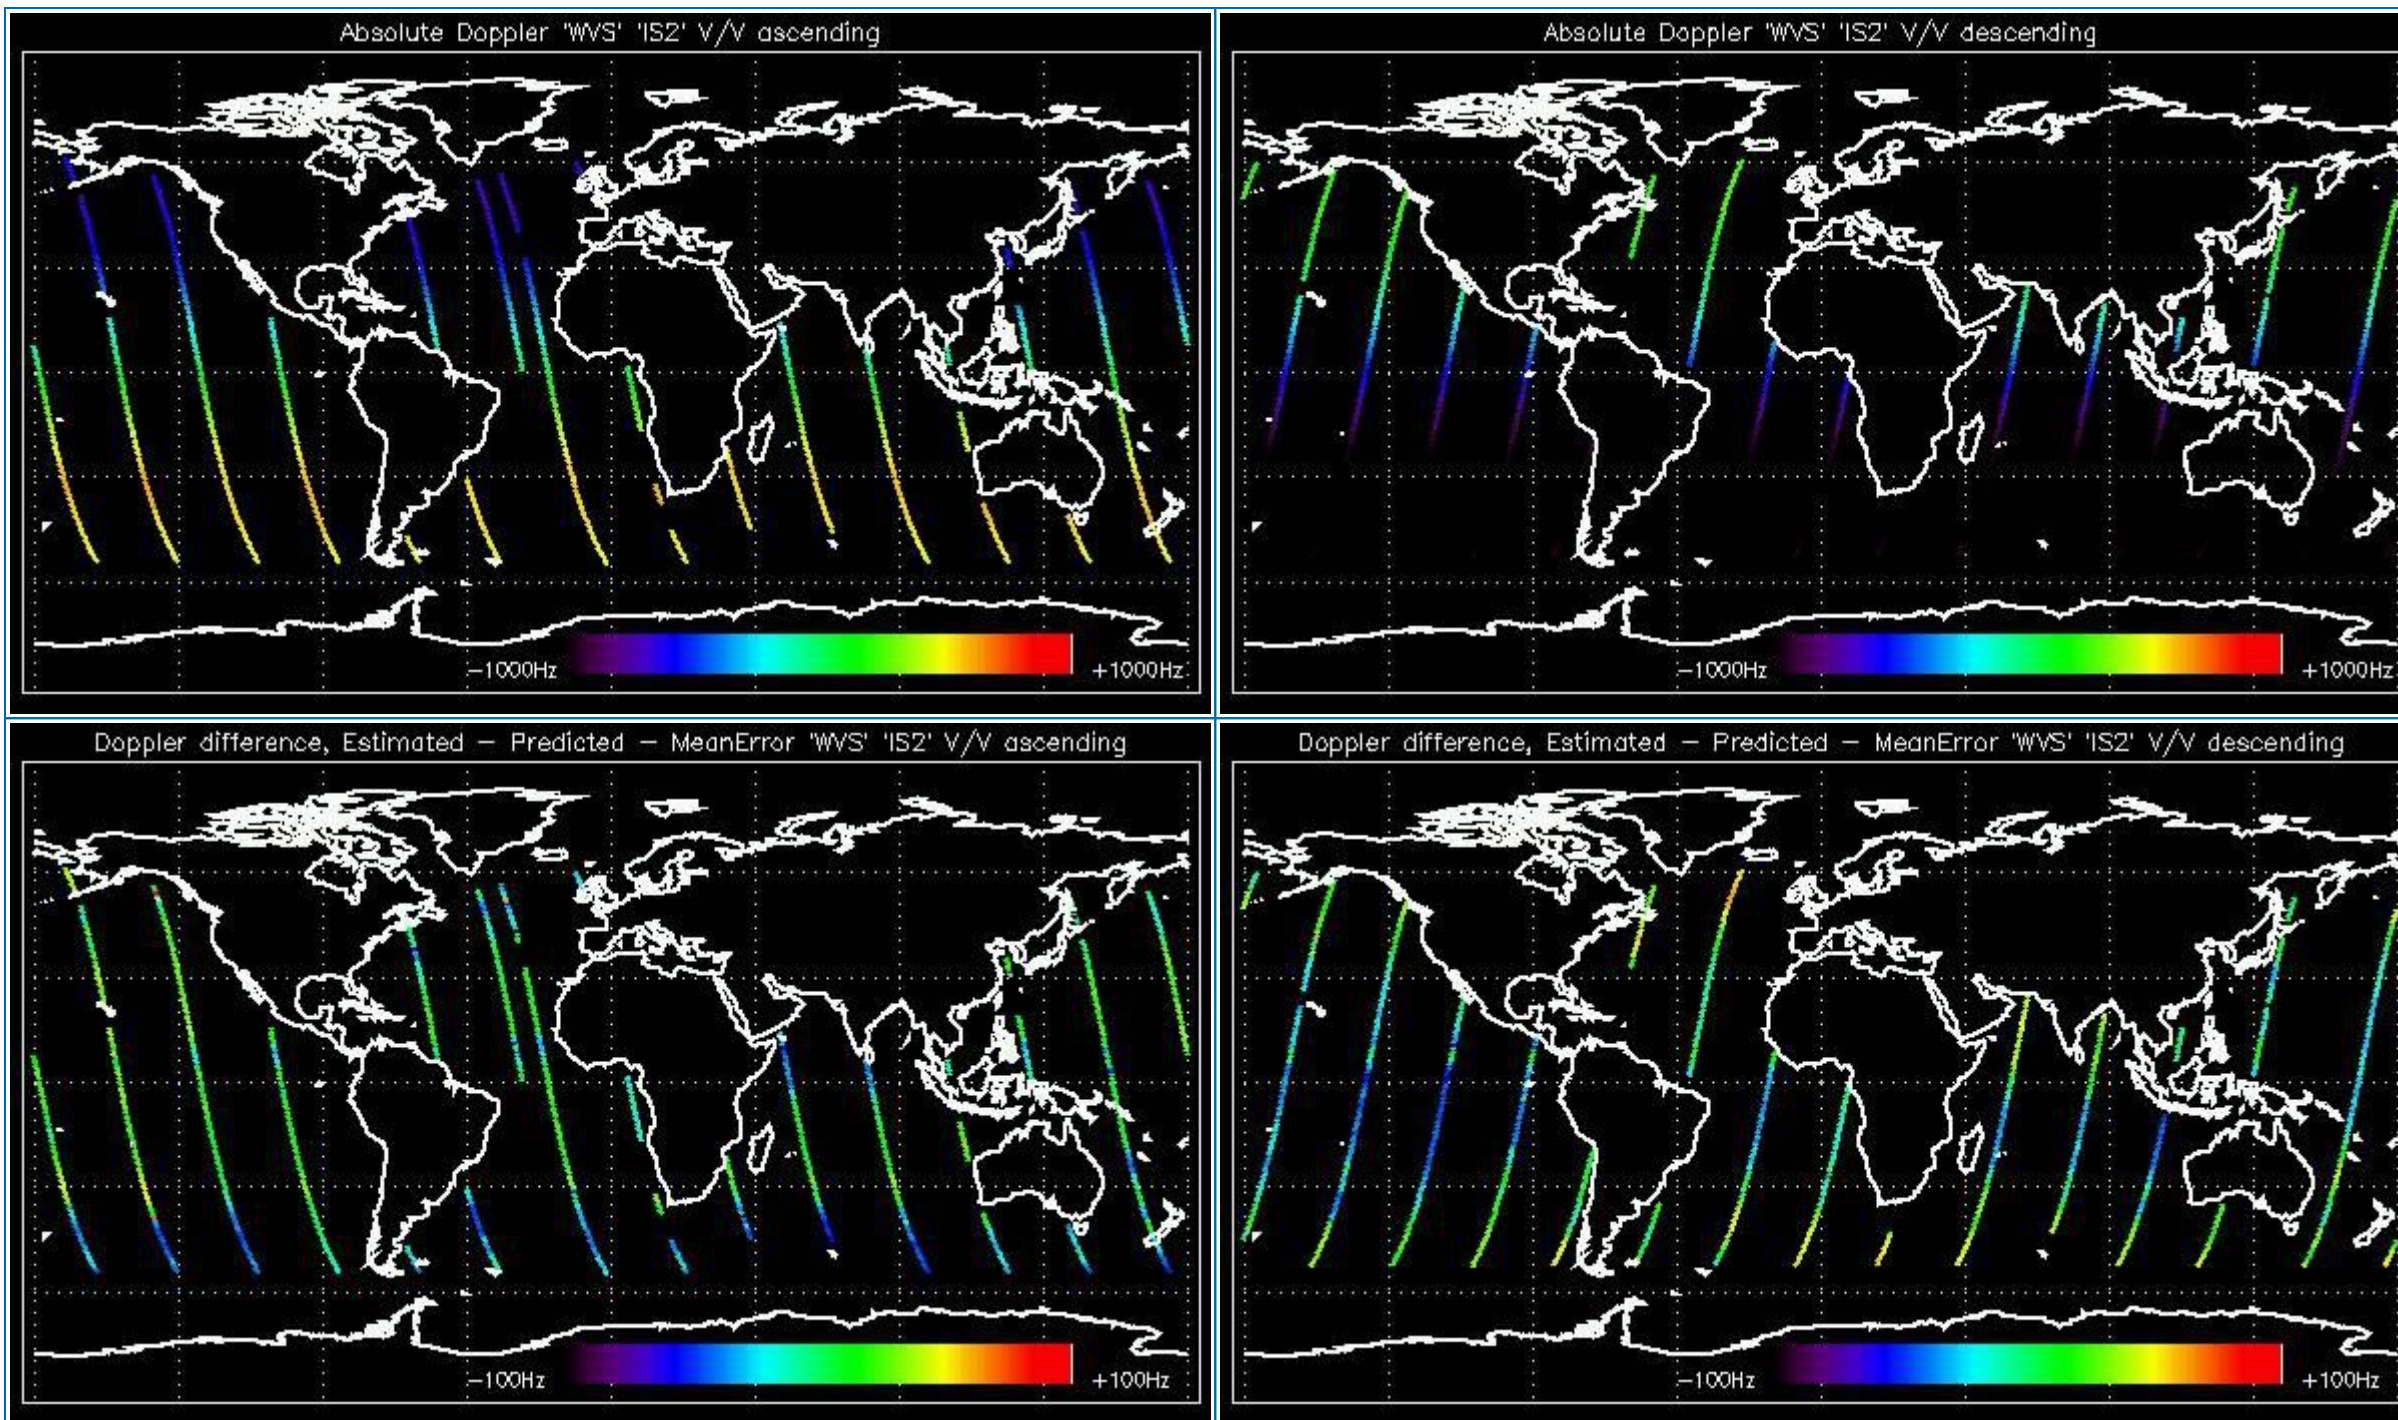 Absolute Doppler 'WVS' 'IS2' V/V ascending
-1000Hz
+1000Hz
Absolute Doppler 'WVS' 'IS2' V/V descending
-1000Hz
+1000Hz
Doppler difference, Estimated - Predicted - MeanError 'WVS' 'IS2' V/V ascending
-100Hz
+100Hz
Doppler difference, Estimated - Predicted - MeanError 'WVS' 'IS2' V/V descending
-100Hz
+100Hz